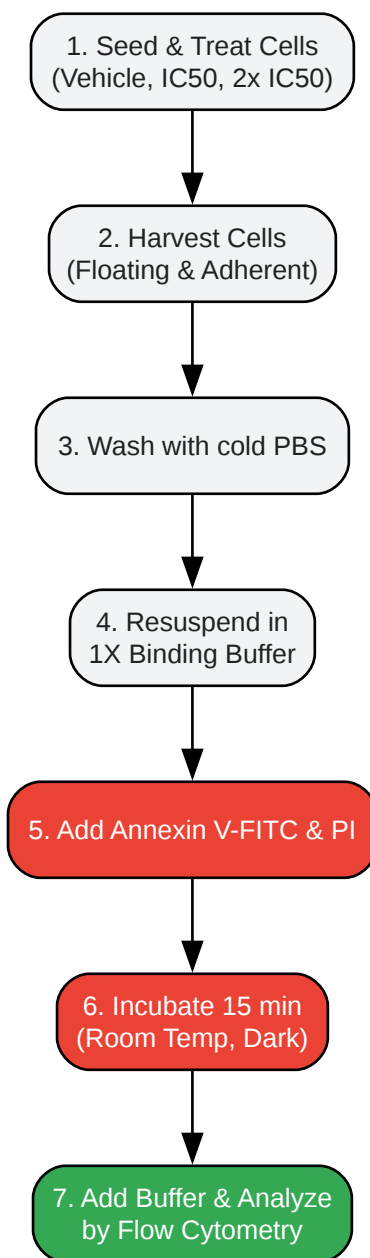 1. Seed & Treat Cells
(Vehicle, IC50, 2x IC50)
2. Harvest Cells
(Floating & Adherent)
3. Wash with cold PBS
4. Resuspend in
1X Binding Buffer
5. Add Annexin V-FITC & PI
6. Incubate 15 min
(Room Temp, Dark)
7. Add Buffer & Analyze
by Flow Cytometry